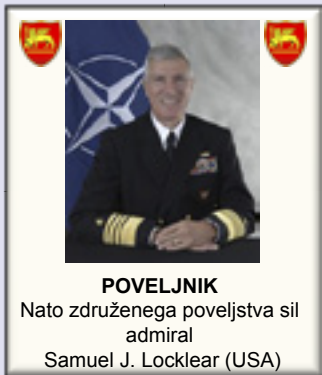 POVELJNIK
Nato združenega poveljstva sil
admiral
Samuel J. Locklear (USA)